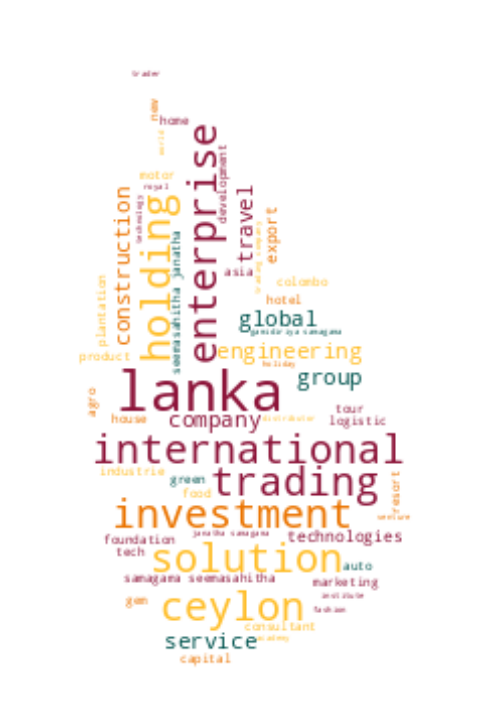 trader
new
home
world
enterprise
development
motor
royal
holding
technology
construction
travel
export
trading company
seemasahitha janatha
asia
plantation
colombo
hotel
global
gamidiriya samagama
engineering
product
holiday
group
lanka
agro
house
company
distributor
tour
logistic
international
industrie
green
trading
resort
food
investment
venture
janatha samagama
foundation
technologies
tech
solution
auto
samagama seemasahitha
marketing
institute
gem
ceylon
fashion
consultant
service
academy
capital